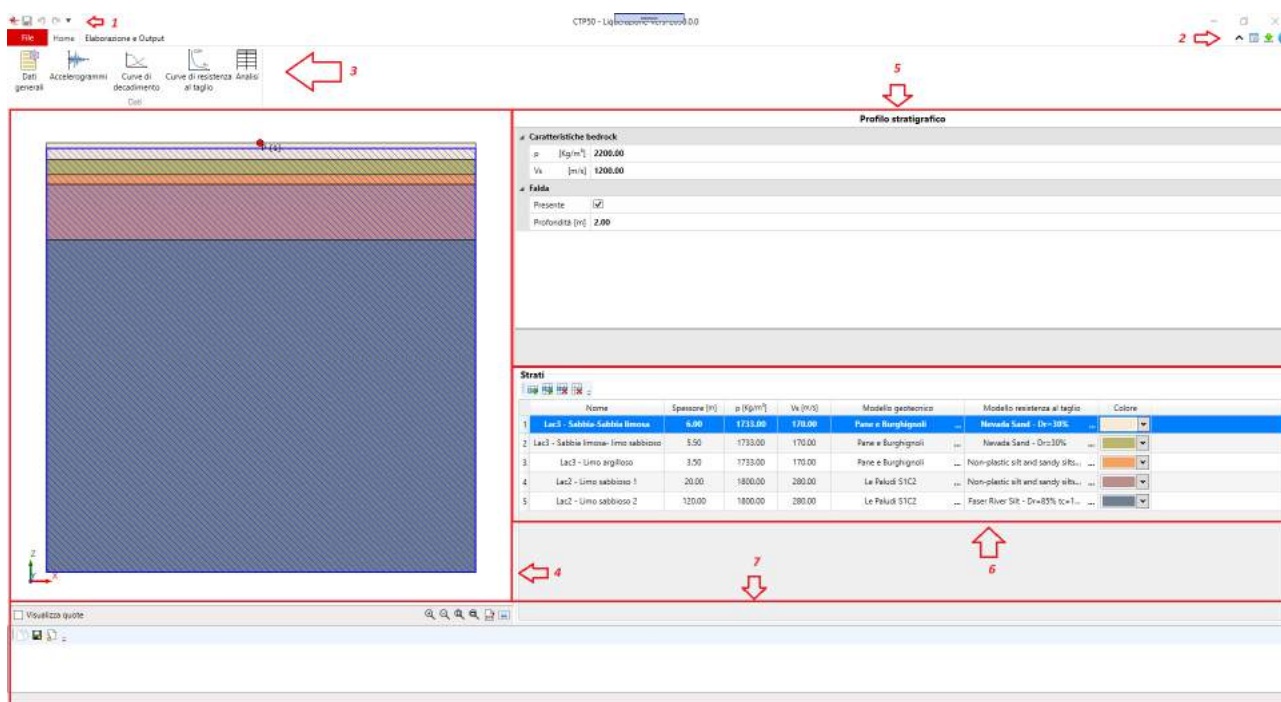 1
CTP50 - Liquefazione Vers. 2050.0.0
2
File Home Elaborazione e Output
Dati generali
Accelerogrammi
Curve di decadimento
Curve di resistenza al taglio
Analisi
Dati
3
5
P (1)
Z
Y
X
4
Profilo stratigrafico
Caratteristiche bedrock
ρ [Kg/m³] 2200.00
Vs [m/s] 1200.00
Falda
Presente
Profondità [m] 2.00
Strati
Nome Spessore [m] ρ [Kg/m³] Vs [m/s] Modello geotecnico Modello resistenza al taglio Colore
1 Lac3 - Sabbia-Sabbia limosa 6.00 1733.00 170.00 Pane e Burghignoli ... Nevada Sand - Dr=30% ...
2 Lac3 - Sabbia limosa- limo sabbioso 5.50 1733.00 170.00 Pane e Burghignoli ... Nevada Sand - Dr=30% ...
3 Lac3 - Limo argilloso 3.50 1733.00 170.00 Pane e Burghignoli ... Non-plastic silt and sandy silts... ...
4 Lac2 - Limo sabbioso 1 20.00 1800.00 280.00 Le Paludi S1C2 ... Non-plastic silt and sandy silts... ...
5 Lac2 - Limo sabbioso 2 120.00 1800.00 280.00 Le Paludi S1C2 ... Faser River Silt - Dr=85% tc=1... ...
6
7
Visualizza quote